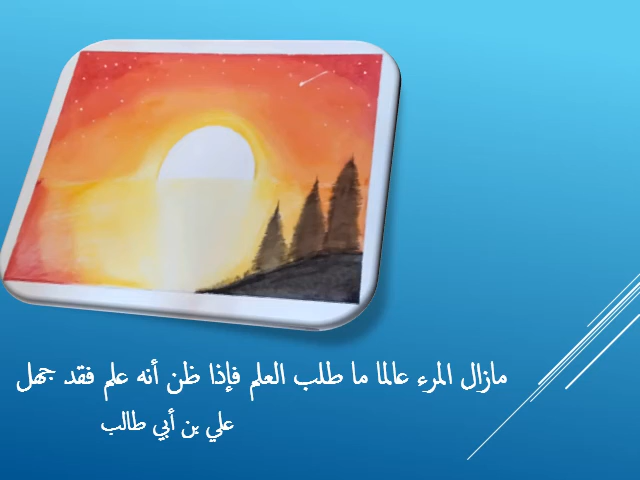 مازال المرء عالما ما طلب العلم فإذا ظن أنه علم فقد جهل
علي بن أبي طالب